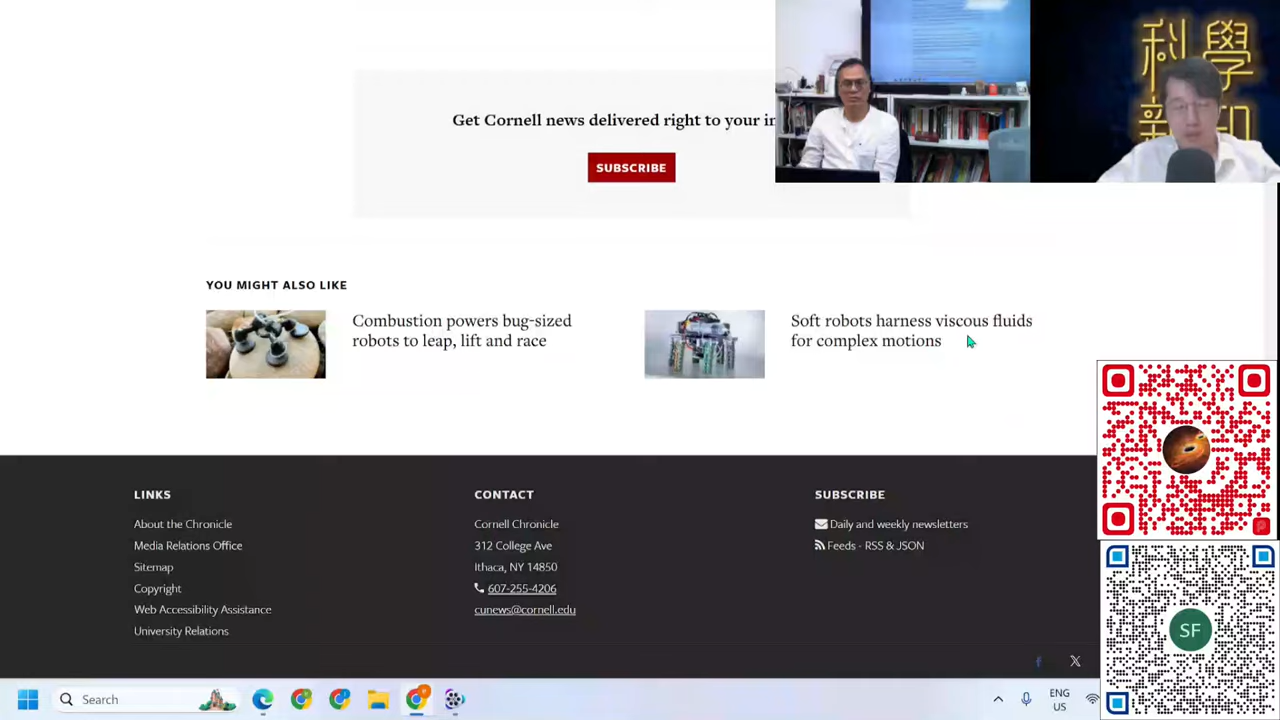 科學
新知
Get Cornell news delivered right to your in
SUBSCRIBE
YOU MIGHT ALSO LIKE
Combustion powers bug-sized
robots to leap, lift and race
Soft robots harness viscous fluids
for complex motions
LINKS
About the Chronicle
Media Relations Office
Sitemap
Copyright
Web Accessibility Assistance
University Relations
CONTACT
Cornell Chronicle
312 College Ave
Ithaca, NY 14850
607-255-4206
cunews@cornell.edu
SUBSCRIBE
Daily and weekly newsletters
Feeds - RSS & JSON
SF
Search
ENG
US